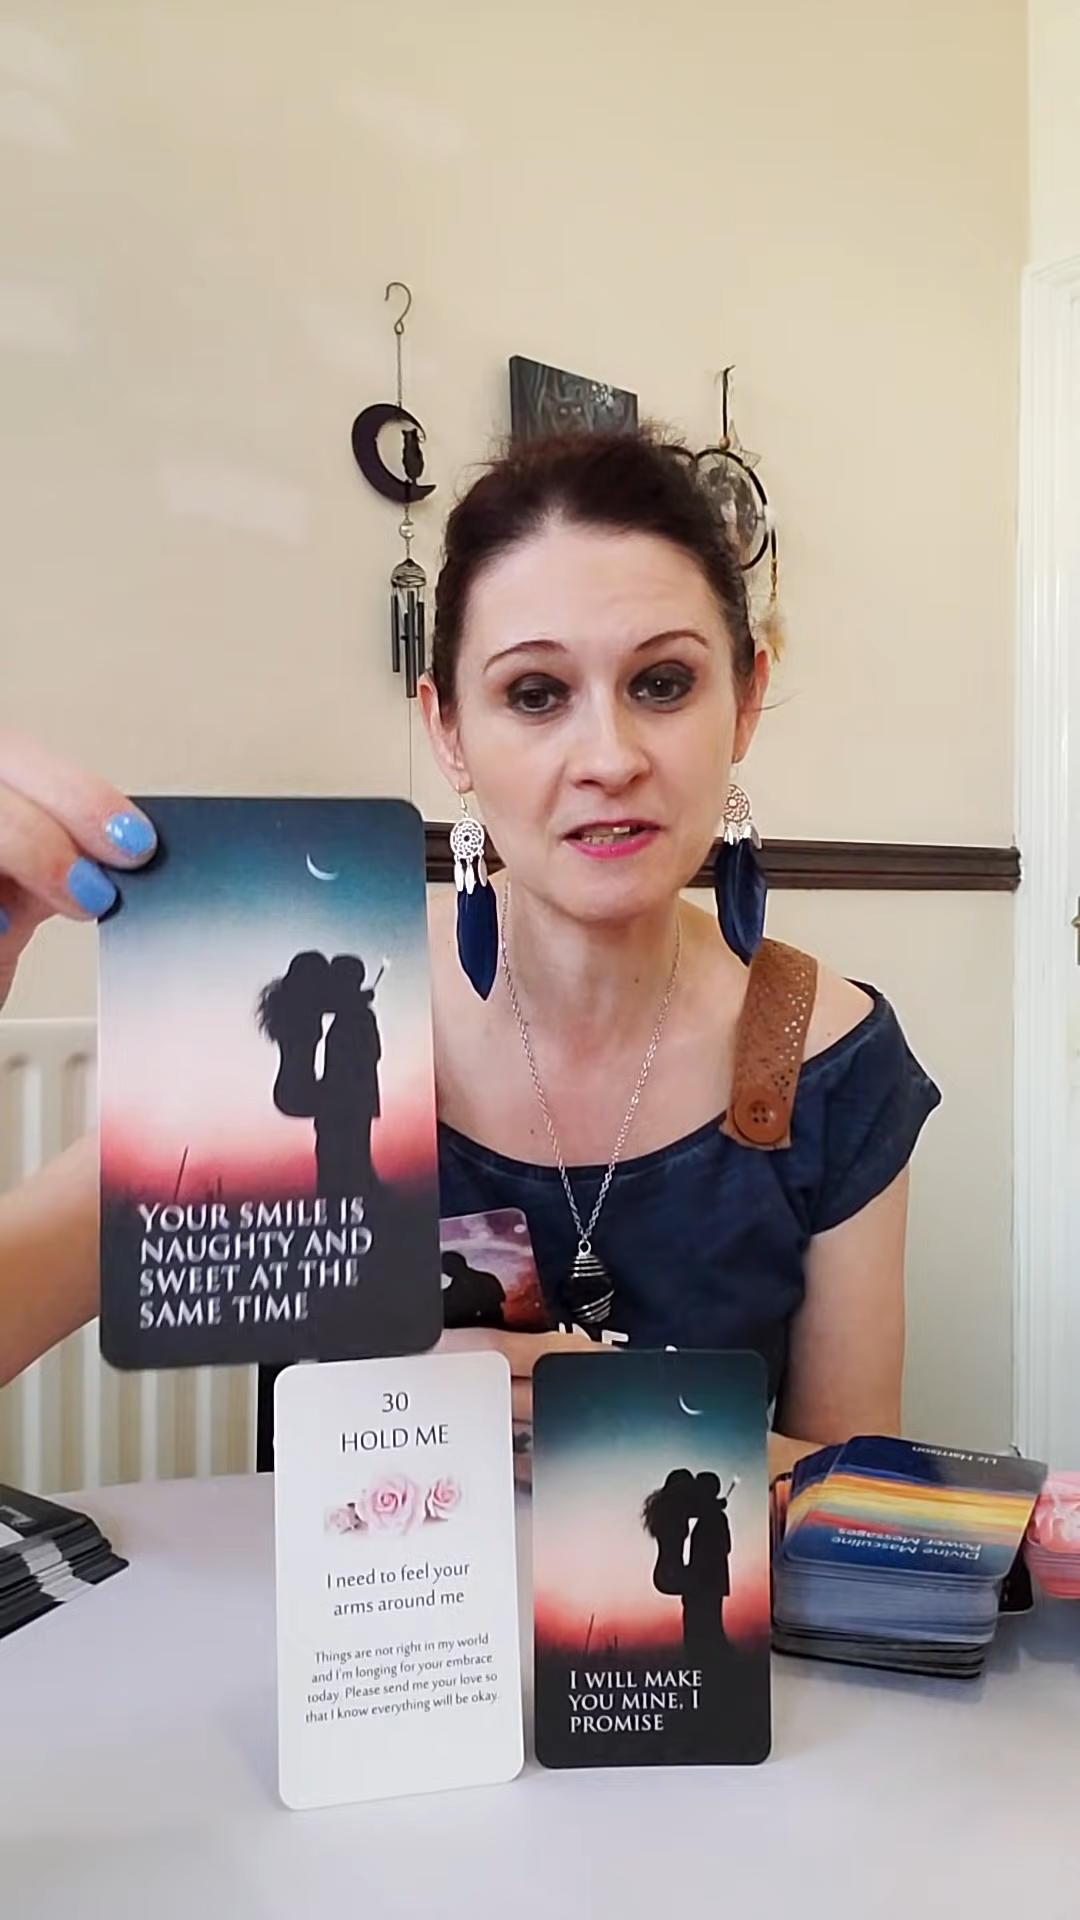 YOUR SMILE IS
NAUGHTY AND
SWEET AT THE
SAME TIME
30
HOLD ME
I need to feel your
arms around me
Things are not right in my world
and I'm longing for your embrace
today. Please send me your love so
that I know everything will be okay.
I WILL MAKE
YOU MINE, I
PROMISE
Liz Harrison
Divine Masculine
Power Messages